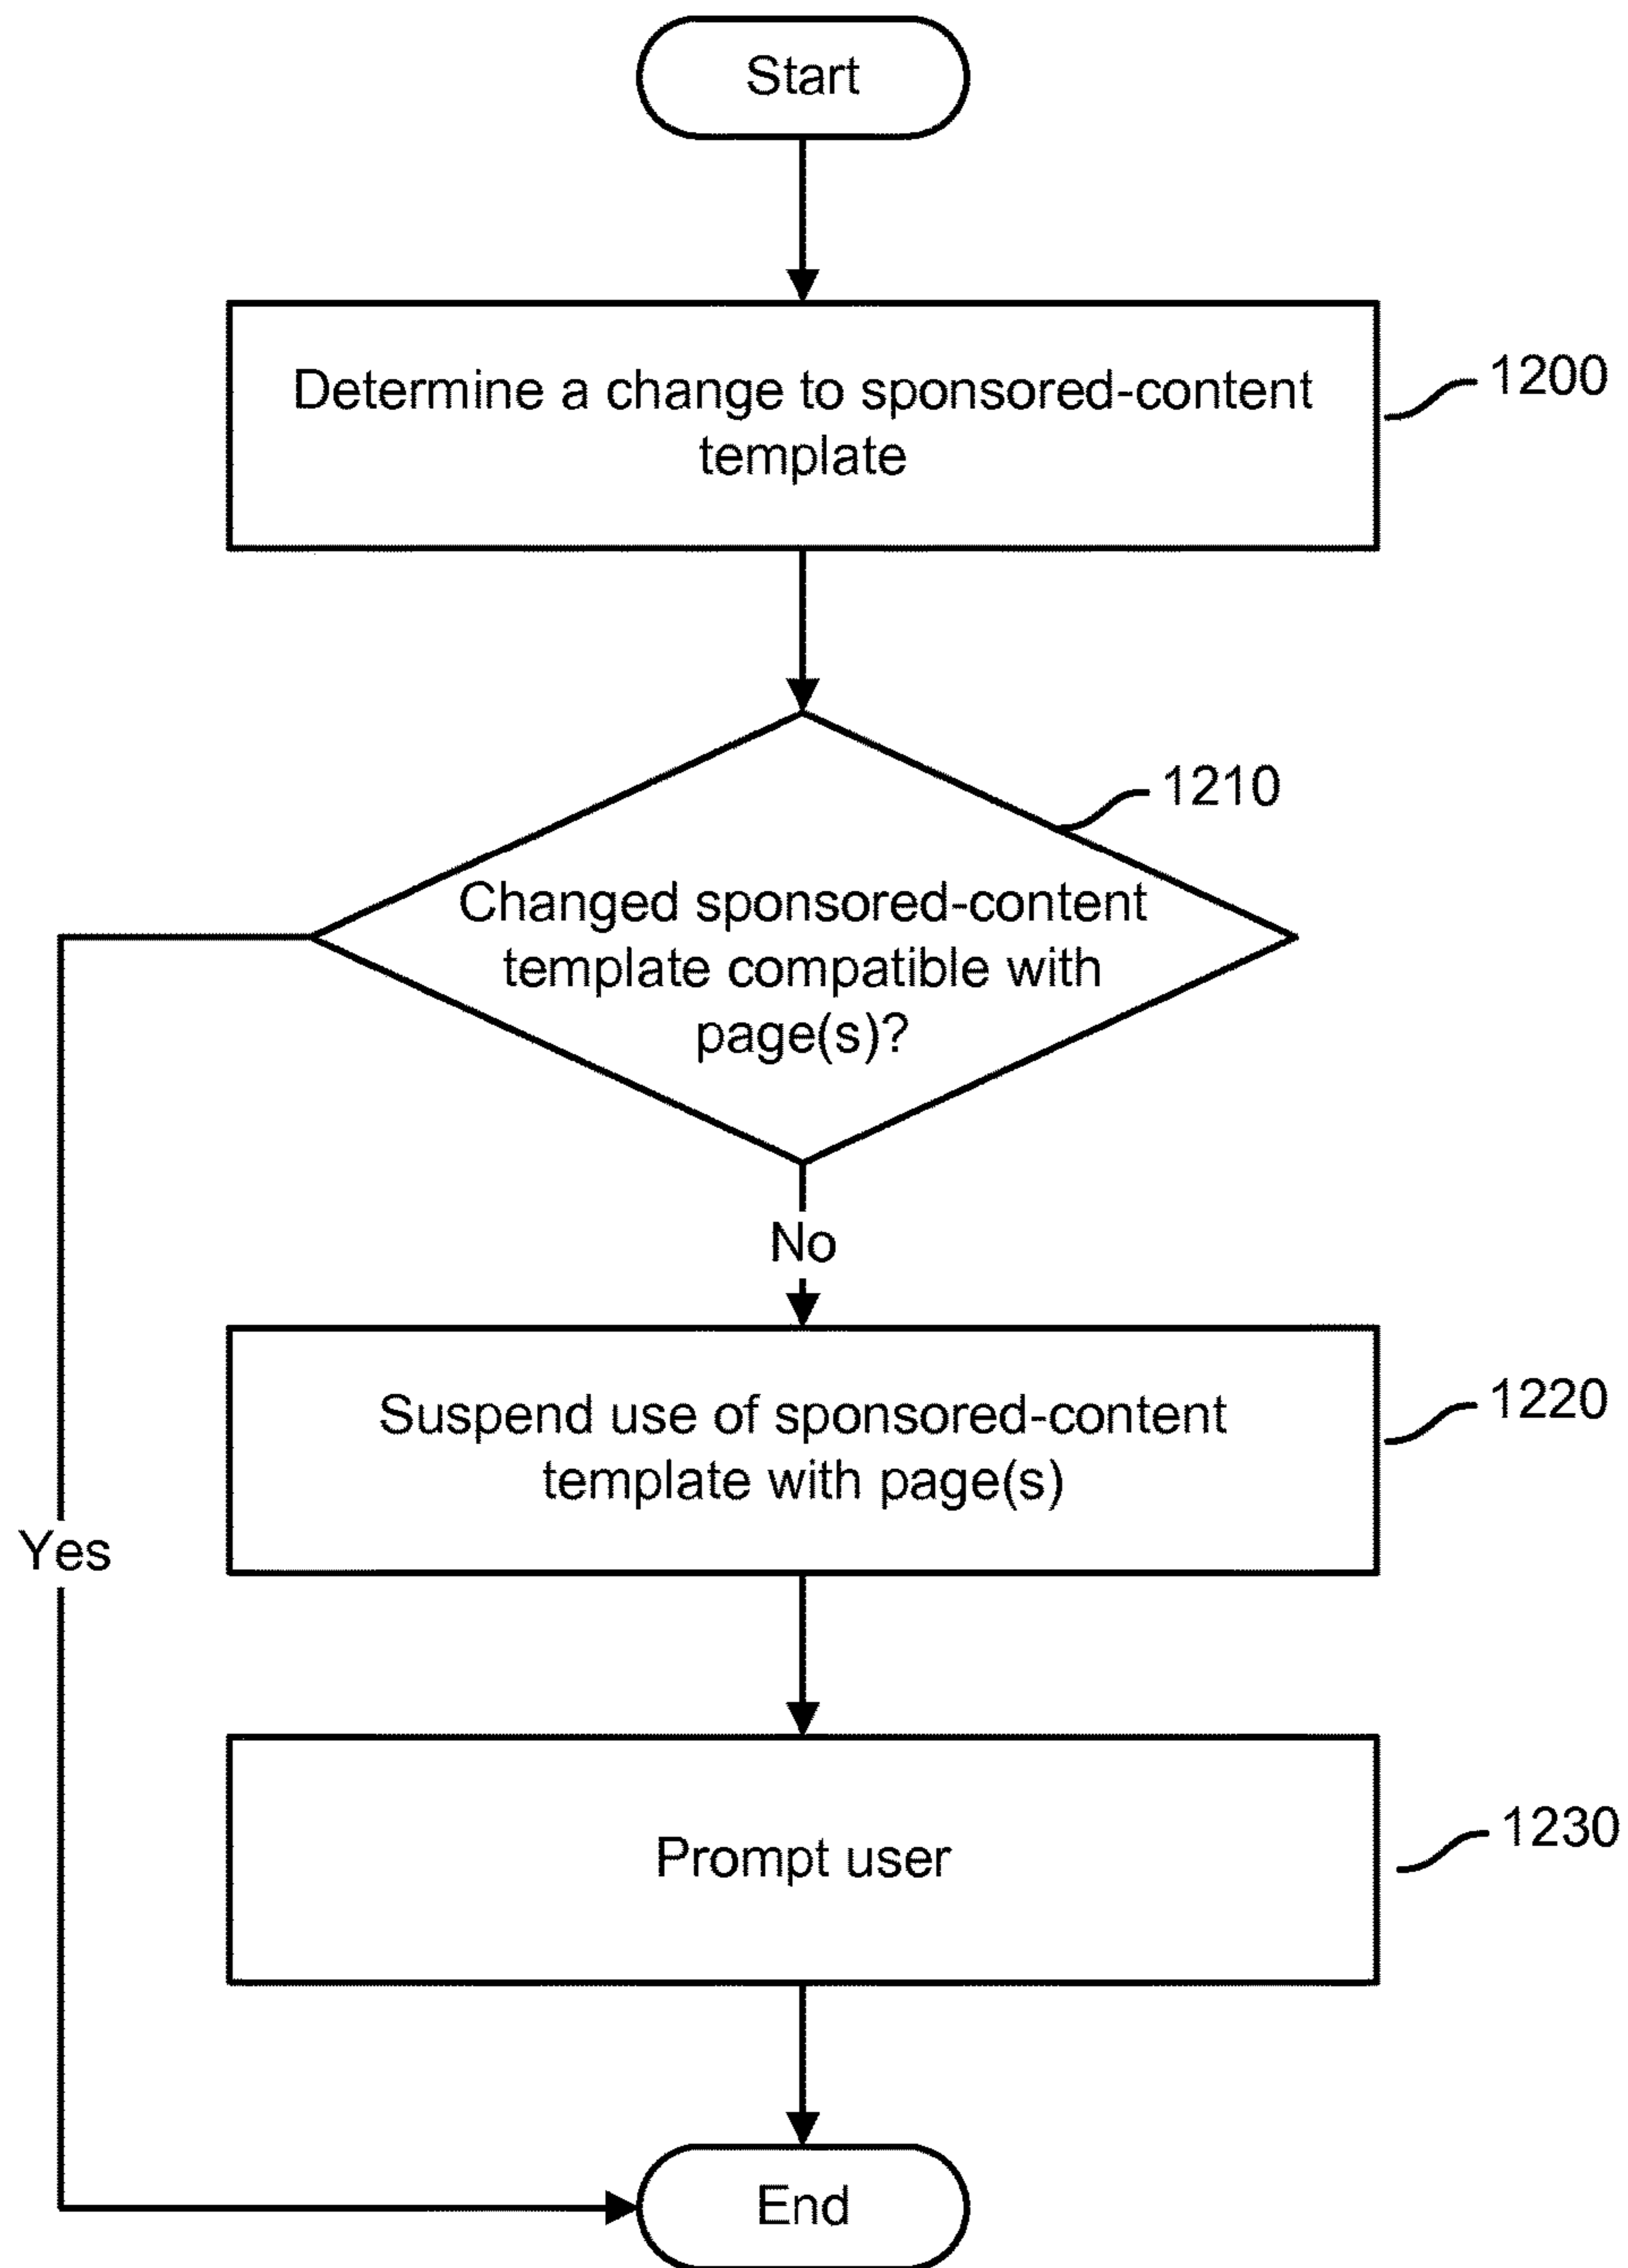 Start
Determine a change to sponsored-content
template
1200
1210
Changed sponsored-content
template compatible with
page(s)?
No
Suspend use of sponsored-content
template with page(s)
1220
Yes
Prompt user
1230
End